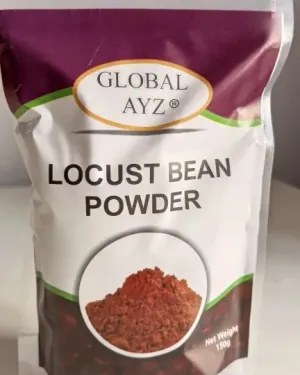 GLOBAL
AYZ®
LOCUST BEAN
POWDER
Net Weight
150g